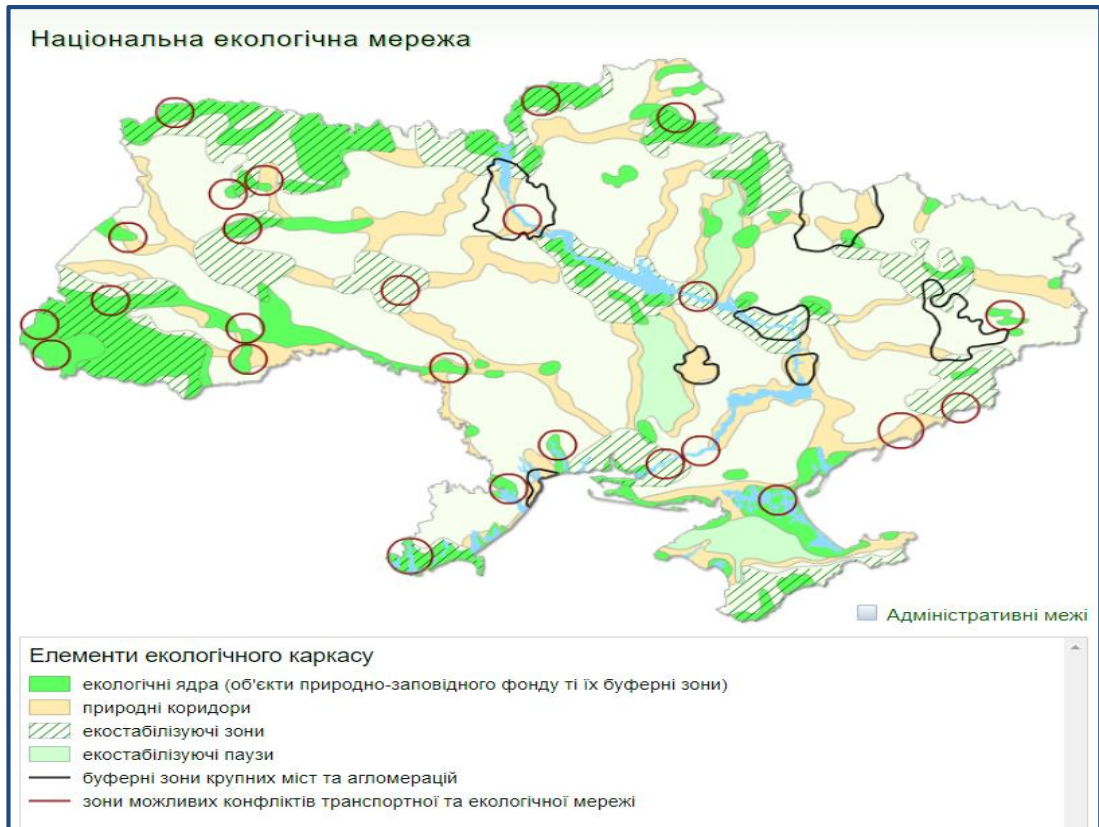 Національна екологічна мережа
Адміністративні межі
Елементи екологічного каркасу
екологічні ядра (об'єкти природно-заповідного фонду ті їх буферні зони)
природні коридори
екостабілізуючі зони
екостабілізуючі паузи
буферні зони крупних міст та агломерацій
зони можливих конфліктів транспортної та екологічної мережі